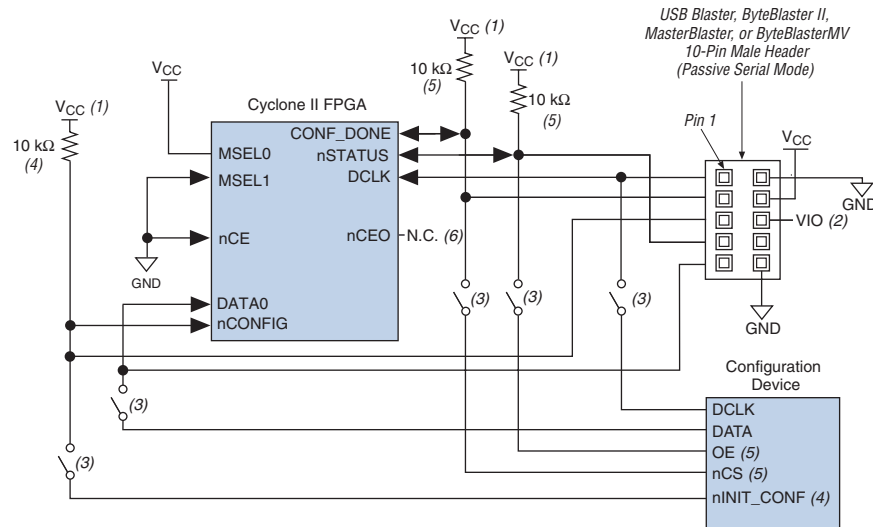 USB Blaster, ByteBlaster II,
MasterBlaster, or ByteBlasterMV
10-Pin Male Header
(Passive Serial Mode)
VCC (1)
10 kΩ
(5)
VCC (1)
10 kΩ
(5)
VCC
VCC (1)
10 kΩ
(4)
Cyclone II FPGA
MSEL0
MSEL1
nCE
DATA0
nCONFIG
CONF_DONE
nSTATUS
DCLK
nCEO
N.C. (6)
GND
Pin 1
VCC
GND
VIO (2)
GND
(3)
(3)
(3)
(3)
(3)
Configuration
Device
DCLK
DATA
OE (5)
nCS (5)
nINIT_CONF (4)